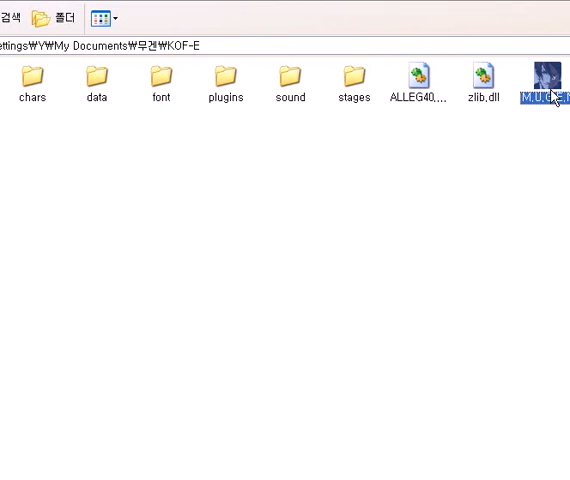 검색 폴더
ettings₩Y₩My Documents₩무겐₩KOF-E
chars data font plugins sound stages ALLEG40.... zlib.dll M.U.G.E.N